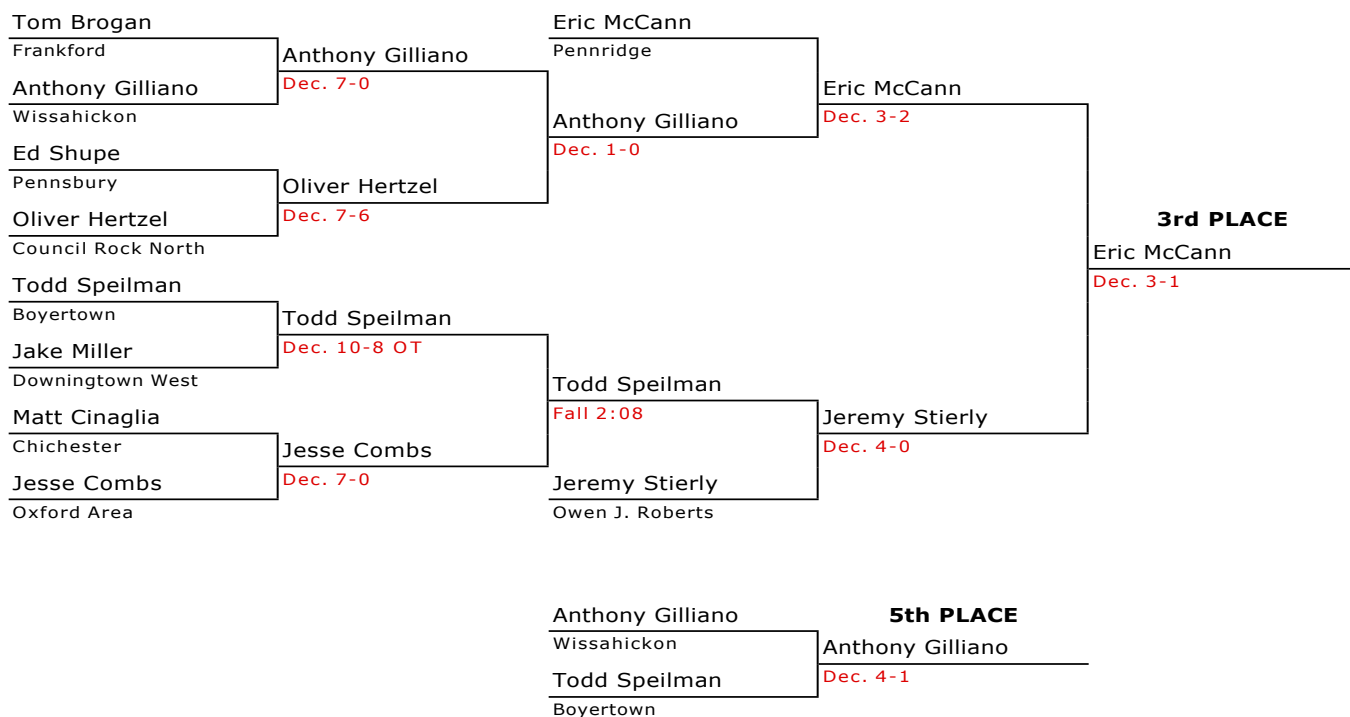 Tom Brogan
Frankford
Anthony Gilliano
Dec. 7-0
Anthony Gilliano
Wissahickon
Ed Shupe
Pennsbury
Oliver Hertzel
Dec. 7-6
Oliver Hertzel
Council Rock North
Todd Speilman
Boyertown
Todd Speilman
Dec. 10-8 OT
Jake Miller
Downingtown West
Matt Cinaglia
Chichester
Jesse Combs
Dec. 7-0
Jesse Combs
Oxford Area
Eric McCann
Pennridge
Anthony Gilliano
Dec. 1-0
Eric McCann
Dec. 3-2
Todd Speilman
Fall 2:08
Jeremy Stierly
Dec. 4-0
Jeremy Stierly
Owen J. Roberts
3rd PLACE
Eric McCann
Dec. 3-1
Anthony Gilliano
Wissahickon
Todd Speilman
Boyertown
5th PLACE
Anthony Gilliano
Dec. 4-1